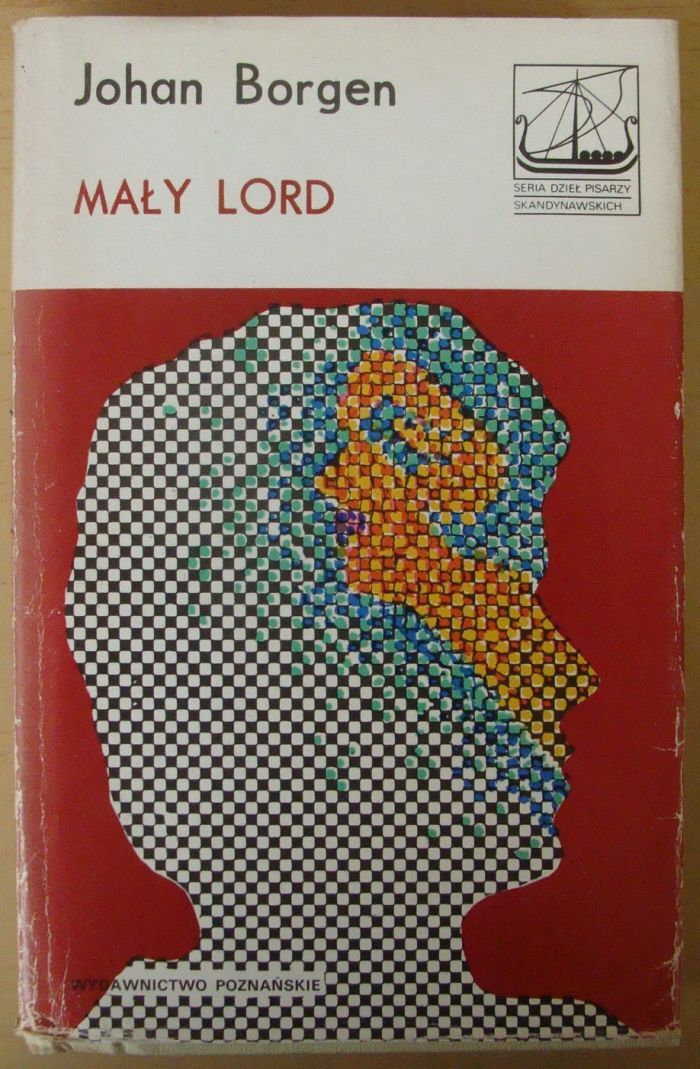 Johan Borgen
MAŁY LORD
SERIA DZIEŁ PISARZY
SKANDYNAWSKICH
WYDAWNICTWO POZNAŃSKIE